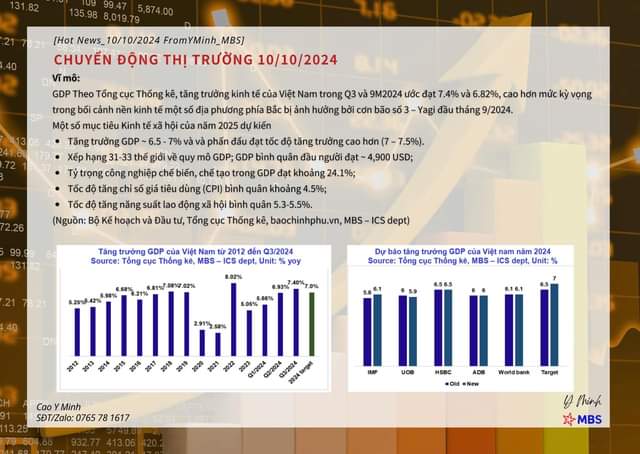 [Hot News_10/10/2024 FromYMinh_MBS]
CHUYỂN ĐỘNG THỊ TRƯỜNG 10/10/2024
Vĩ mô:
GDP Theo Tổng cục Thống kê, tăng trưởng kinh tế của Việt Nam trong Q3 và 9M2024 ước đạt 7.4% và 6.82%, cao hơn mức kỳ vọng
trong bối cảnh nền kinh tế một số địa phương phía Bắc bị ảnh hưởng bởi cơn bão số 3 – Yagi đầu tháng 9/2024.
Một số mục tiêu Kinh tế xã hội của năm 2025 dự kiến
• Tăng trưởng GDP ~ 6.5 - 7% và và phấn đấu đạt tốc độ tăng trưởng cao hơn (7 – 7.5%).
• Xếp hạng 31-33 thế giới về quy mô GDP; GDP bình quân đầu người đạt ~ 4,900 USD;
• Tỷ trọng công nghiệp chế biến, chế tạo trong GDP đạt khoảng 24.1%;
• Tốc độ tăng chỉ số giá tiêu dùng (CPI) bình quân khoảng 4.5%;
• Tốc độ tăng năng suất lao động xã hội bình quân 5.3-5.5%.
(Nguồn: Bộ Kế hoạch và Đầu tư, Tổng cục Thống kê, baochinhphu.vn, MBS – ICS dept)
Tăng trưởng GDP của Việt Nam từ 2012 đến Q3/2024
Source: Tổng cục Thống kê, MBS – ICS dept, Unit: % yoy
5.25% 5.42% 5.98% 6.68% 6.21% 6.81% 7.08% 7.02% 2.91% 2.58% 8.02% 5.05% 5.66% 6.93% 7.40% 7.0%
2012 2013 2014 2015 2016 2017 2018 2019 2020 2021 2022 2023 Q1/2024 Q2/2024 Q3/2024 2024 target
Dự báo tăng trưởng GDP của Việt nam năm 2024
Source: Tổng cục Thống kê, MBS – ICS dept, Unit: %
5.8 6.1 6 5.9 6.5 6.5 6 6 6.1 6.1 6.5 7
IMF UOB HSBC ADB World bank Target
Old New
Cao Y Minh
SĐT/Zalo: 0765 78 1617
Y Minh
MBS